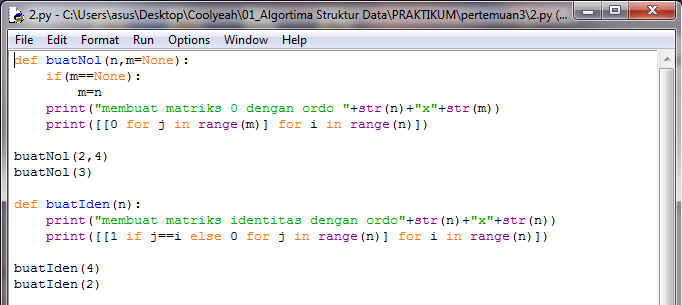 2.py - C:\Users\asus\Desktop\Coolyeah\01_Algortima Struktur Data\PRAKTIKUM\pertemuan3\2.py (...
File Edit Format Run Options Window Help
def buatNol(n,m=None):
    if(m==None):
        m=n
    print("membuat matriks 0 dengan ordo "+str(n)+"x"+str(m))
    print([[0 for j in range(m)] for i in range(n)])

buatNol(2,4)
buatNol(3)

def buatIden(n):
    print("membuat matriks identitas dengan ordo"+str(n)+"x"+str(n))
    print([[1 if j==i else 0 for j in range(n)] for i in range(n)])

buatIden(4)
buatIden(2)